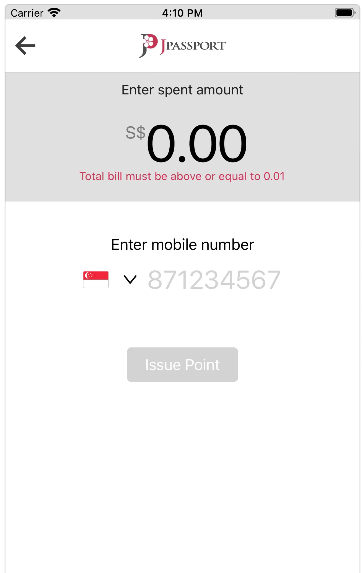 Carrier 4:10 PM
JPASSPORT
Enter spent amount
S$0.00
Total bill must be above or equal to 0.01
Enter mobile number
871234567
Issue Point